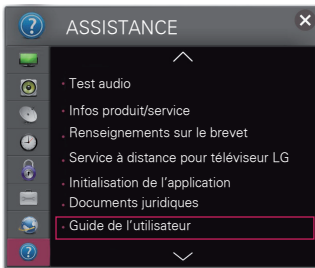 ASSISTANCE
• Test audio
• Infos produit/service
• Renseignements sur le brevet
• Service à distance pour téléviseur LG
• Initialisation de l'application
• Documents juridiques
• Guide de l'utilisateur